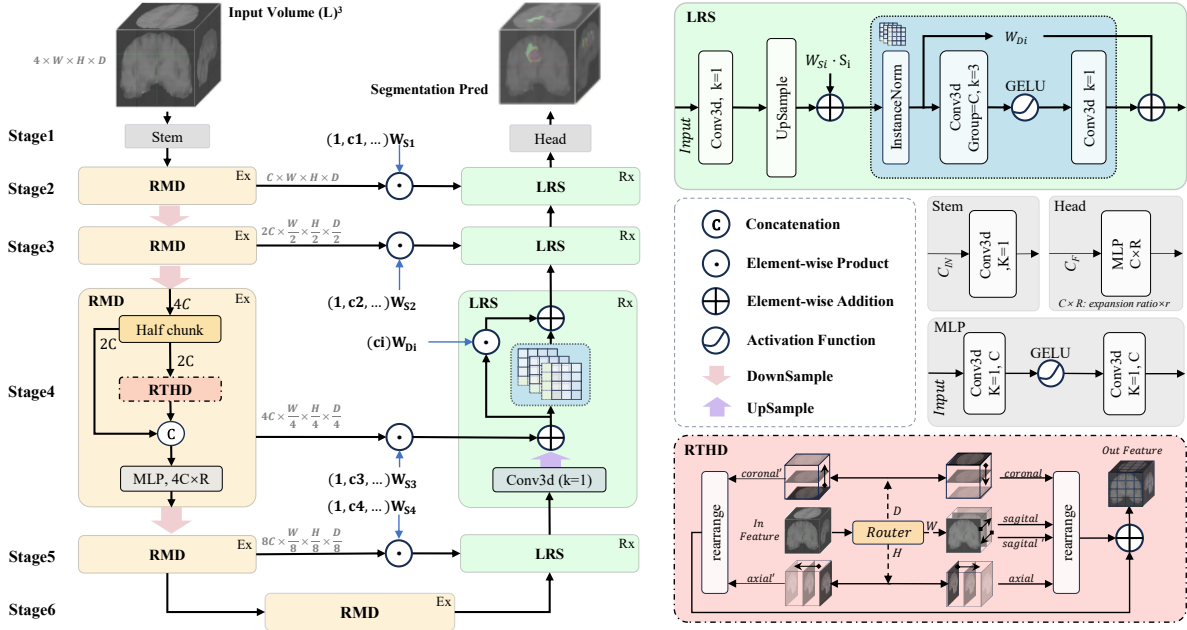 Input Volume (L)³
4 × W × H × D
Segmentation Pred
Stage1
Stem
(1, c1, ...)W_S1
Head
Stage2
RMD
Ex
C × W × H × D
LRS
Rx
Stage3
RMD
Ex
2C × W/2 × H/2 × D/2
LRS
Rx
(1, c2, ...)W_S2
Stage4
RMD
Ex
4C
Half chunk
2C
2C
RTHD
C
MLP, 4C×R
4C × W/4 × H/4 × D/4
(ci)W_Di
LRS
Rx
Conv3d (k=1)
(1, c3, ...)W_S3
(1, c4, ...)W_S4
Stage5
RMD
Ex
8C × W/8 × H/8 × D/8
LRS
Rx
Stage6
RMD
Ex
LRS
Input
Conv3d, k=1
UpSample
W_Si · S_i
InstanceNorm
W_Di
Conv3d
Group=C, k=3
GELU
Conv3d k=1
C
Concatenation
Element-wise Product
Element-wise Addition
Activation Function
DownSample
UpSample
Stem
C_IN
Conv3d
,K=1
Head
C_F
MLP
C×R
C × R: expansion ratio×r
MLP
Input
Conv3d
K=1, C
GELU
Conv3d
K=1, C
RTHD
Out Feature
rearrange
coronal'
coronal
D
In
Feature
Router
W
sagital
sagital'
H
axial'
axial
rearrange